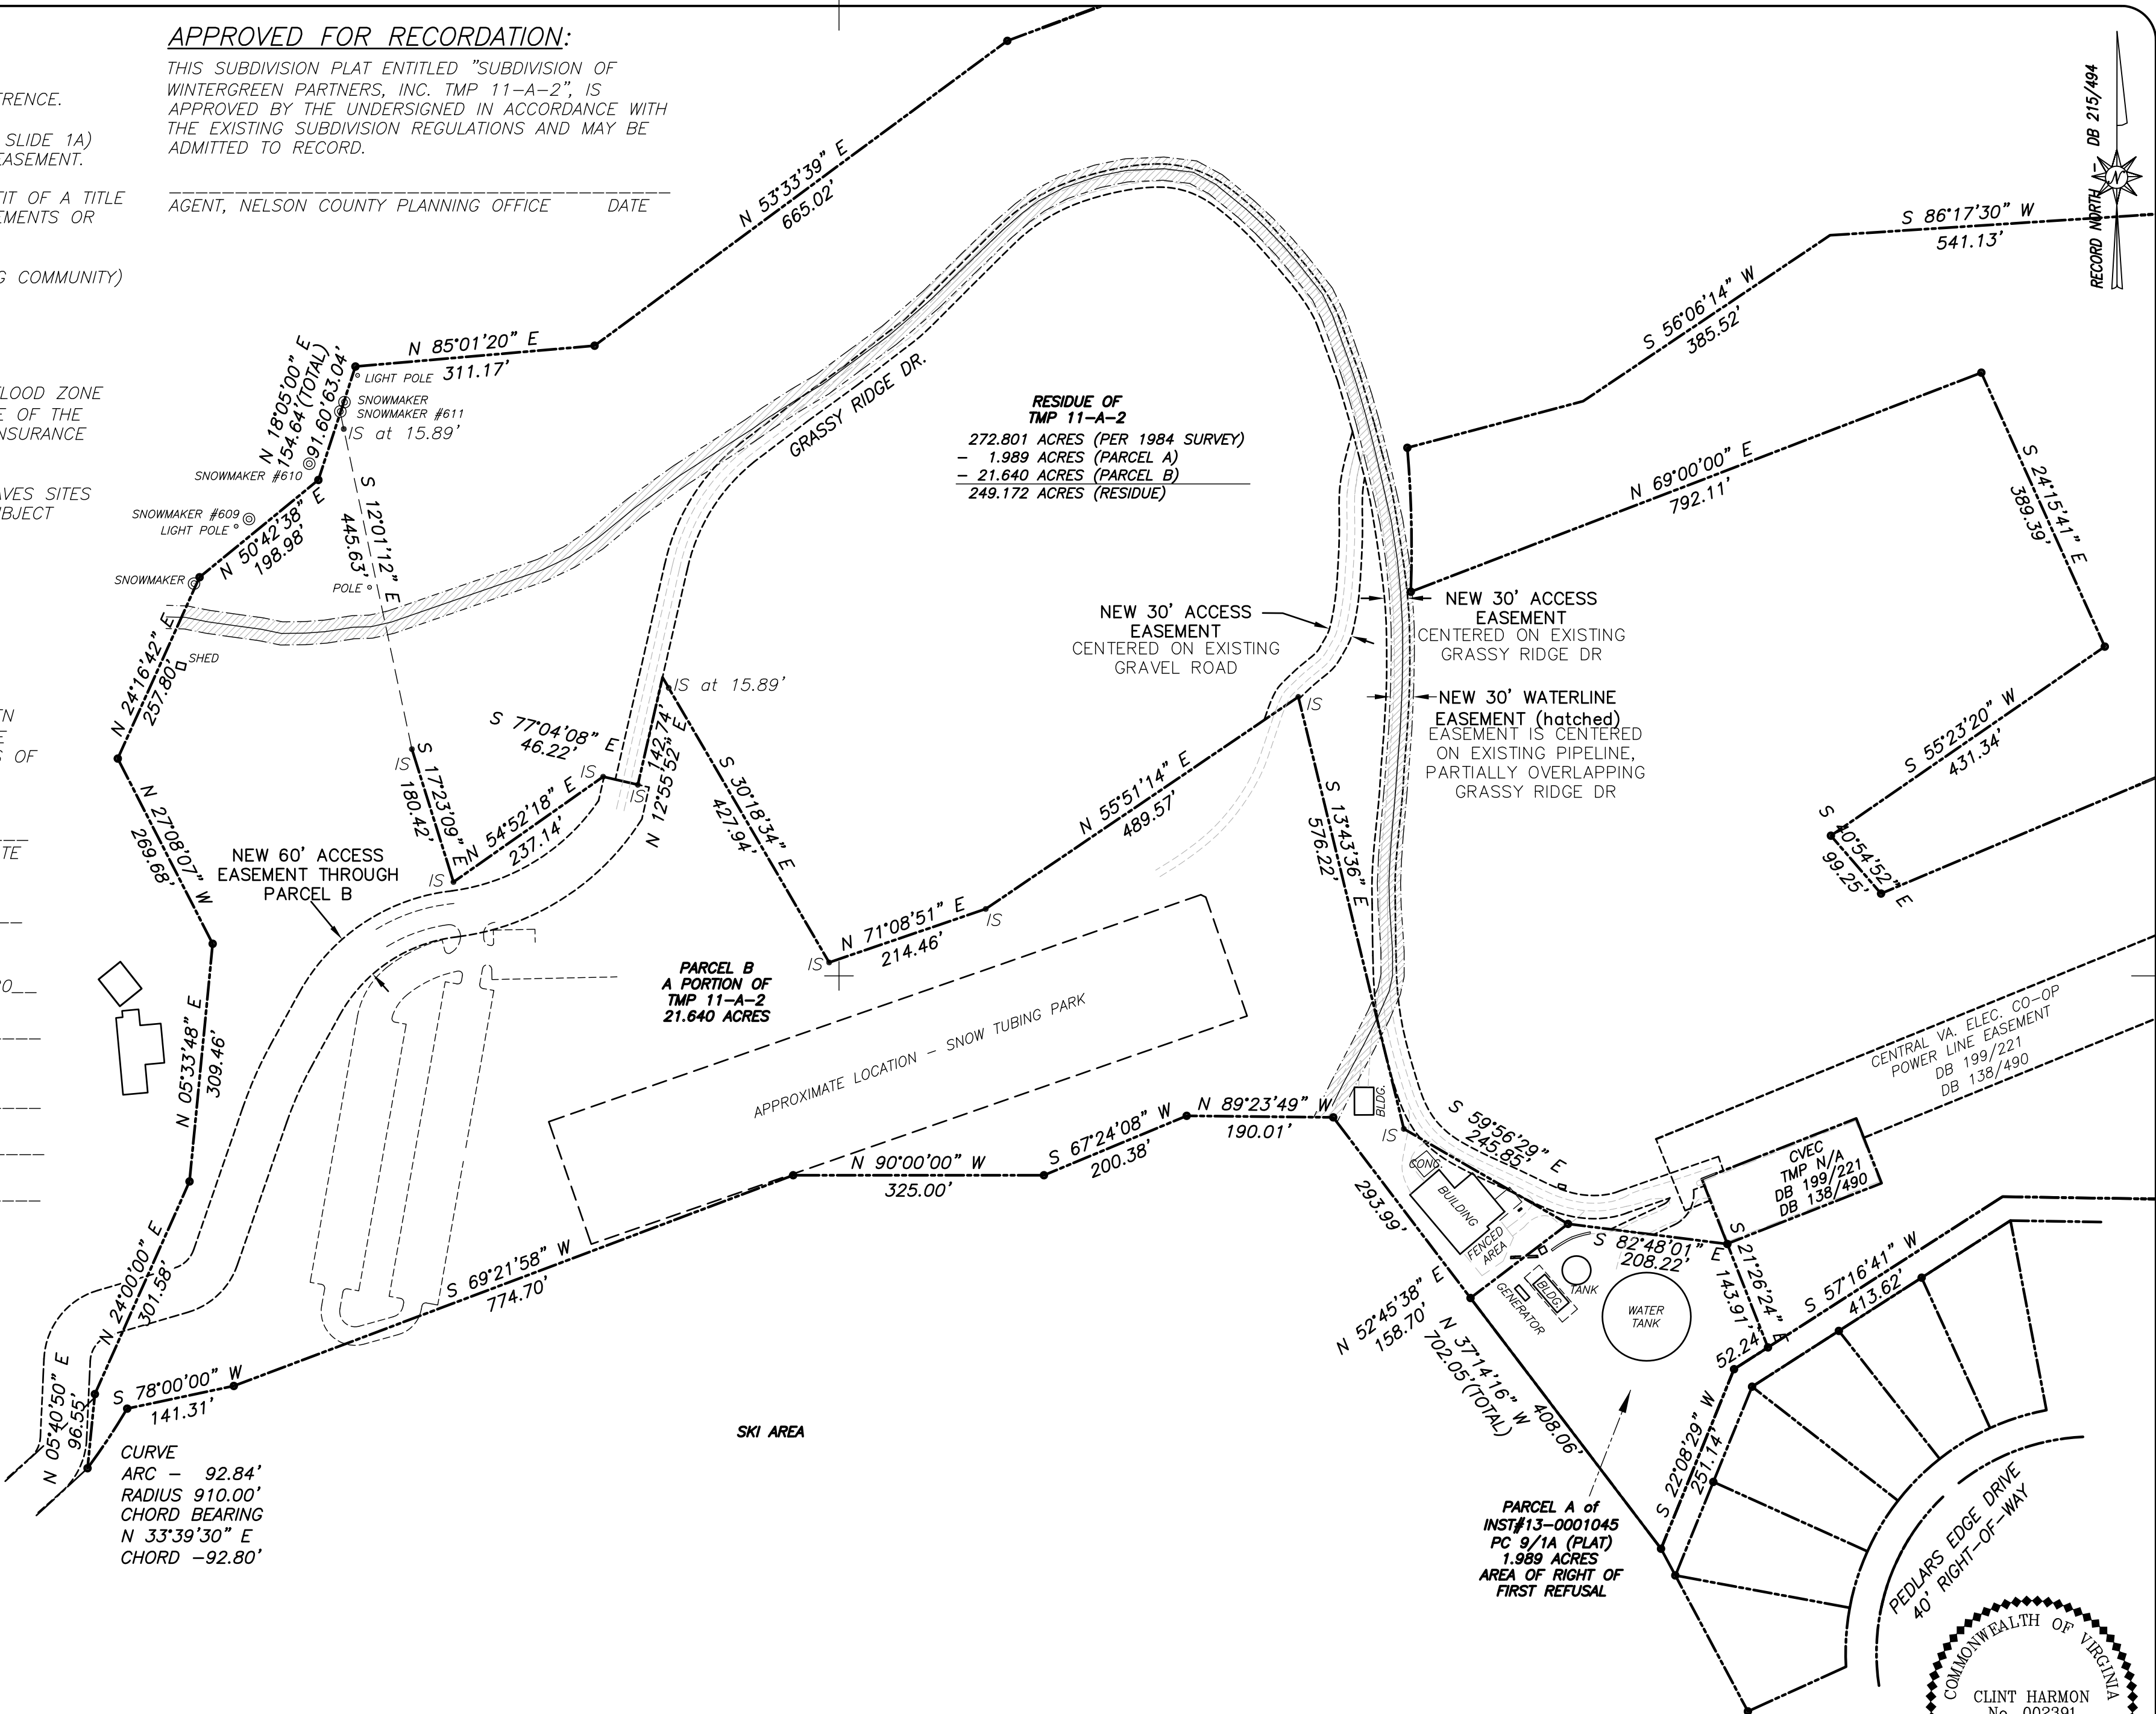 APPROVED FOR RECORDATION:
THIS SUBDIVISION PLAT ENTITLED "SUBDIVISION OF
WINTERGREEN PARTNERS, INC. TMP 11-A-2", IS
APPROVED BY THE UNDERSIGNED IN ACCORDANCE WITH
THE EXISTING SUBDIVISION REGULATIONS AND MAY BE
ADMITTED TO RECORD.
AGENT, NELSON COUNTY PLANNING OFFICE DATE
SLIDE 1A)
EASEMENT.
OF A TITLE
OR
COMMUNITY)
FLOOD ZONE
OF THE
INSURANCE
SITES
OF
RECORD NORTH - DB 215/494
N
N 53°33'39" E
665.02'
S 86°17'30" W
541.13'
S 56°06'14" W
385.52'
N 85°01'20" E
311.17'
N 18°05'00" E
154.64' (TOTAL)
91.60'
63.04'
LIGHT POLE
SNOWMAKER
SNOWMAKER #611
IS at 15.89'
SNOWMAKER #610
SNOWMAKER #609
LIGHT POLE
N 50°42'38" E
198.98'
SNOWMAKER
S 12°01'12" E
445.63'
POLE
GRASSY RIDGE DR.
RESIDUE OF
TMP 11-A-2
272.801 ACRES (PER 1984 SURVEY)
- 1.989 ACRES (PARCEL A)
- 21.640 ACRES (PARCEL B)
249.172 ACRES (RESIDUE)
N 69°00'00" E
792.11'
S 24°15'41" E
389.39'
N 24°16'42" E
257.80'
SHED
NEW 30' ACCESS
EASEMENT
CENTERED ON EXISTING
GRAVEL ROAD
NEW 30' ACCESS
EASEMENT
CENTERED ON EXISTING
GRASSY RIDGE DR
NEW 30' WATERLINE
EASEMENT (hatched)
EASEMENT IS CENTERED
ON EXISTING PIPELINE,
PARTIALLY OVERLAPPING
GRASSY RIDGE DR
IS at 15.89'
IS
S 77°04'08" E
46.22'
IS
IS
142.74'
N 12°55'52" E
IS
S 17°23'09" E
180.42'
IS
N 54°52'18" E
237.14'
S 30°18'34" E
427.94'
N 55°51'14" E
489.57'
S 13°43'36" E
576.22'
S 55°23'20" W
431.34'
S 40°54'52" E
99.25'
N 27°08'07" W
269.68'
NEW 60' ACCESS
EASEMENT THROUGH
PARCEL B
N 71°08'51" E
214.46'
IS
IS
PARCEL B
A PORTION OF
TMP 11-A-2
21.640 ACRES
APPROXIMATE LOCATION - SNOW TUBING PARK
N 05°33'48" E
309.46'
CENTRAL VA. ELEC. CO-OP
POWER LINE EASEMENT
DB 199/221
DB 138/490
N 89°23'49" W
190.01'
S 67°24'08" W
200.38'
N 90°00'00" W
325.00'
BLDG.
IS
S 59°56'29" E
245.85'
CONC.
BUILDING
FENCED
AREA
293.99'
CVEC
TMP N/A
DB 199/221
DB 138/490
S 82°48'01" E
208.22'
S 21°26'24" E
143.91'
S 57°16'41" W
413.62'
N 24°00'00" E
301.58'
S 69°21'58" W
774.70'
N 52°45'38" E
158.70'
GENERATOR
BLDG.
TANK
WATER
TANK
N 37°14'16" W
702.05' (TOTAL)
408.06'
52.24'
S 22°08'29" W
251.14'
S 78°00'00" W
141.31'
N 05°40'50" E
96.55'
SKI AREA
CURVE
ARC - 92.84'
RADIUS 910.00'
CHORD BEARING
N 33°39'30" E
CHORD -92.80'
PARCEL A of
INST#13-0001045
PC 9/1A (PLAT)
1.989 ACRES
AREA OF RIGHT OF
FIRST REFUSAL
PEDLARS EDGE DRIVE
40' RIGHT-OF-WAY
COMMONWEALTH OF VIRGINIA
CLINT HARMON
No. 002391